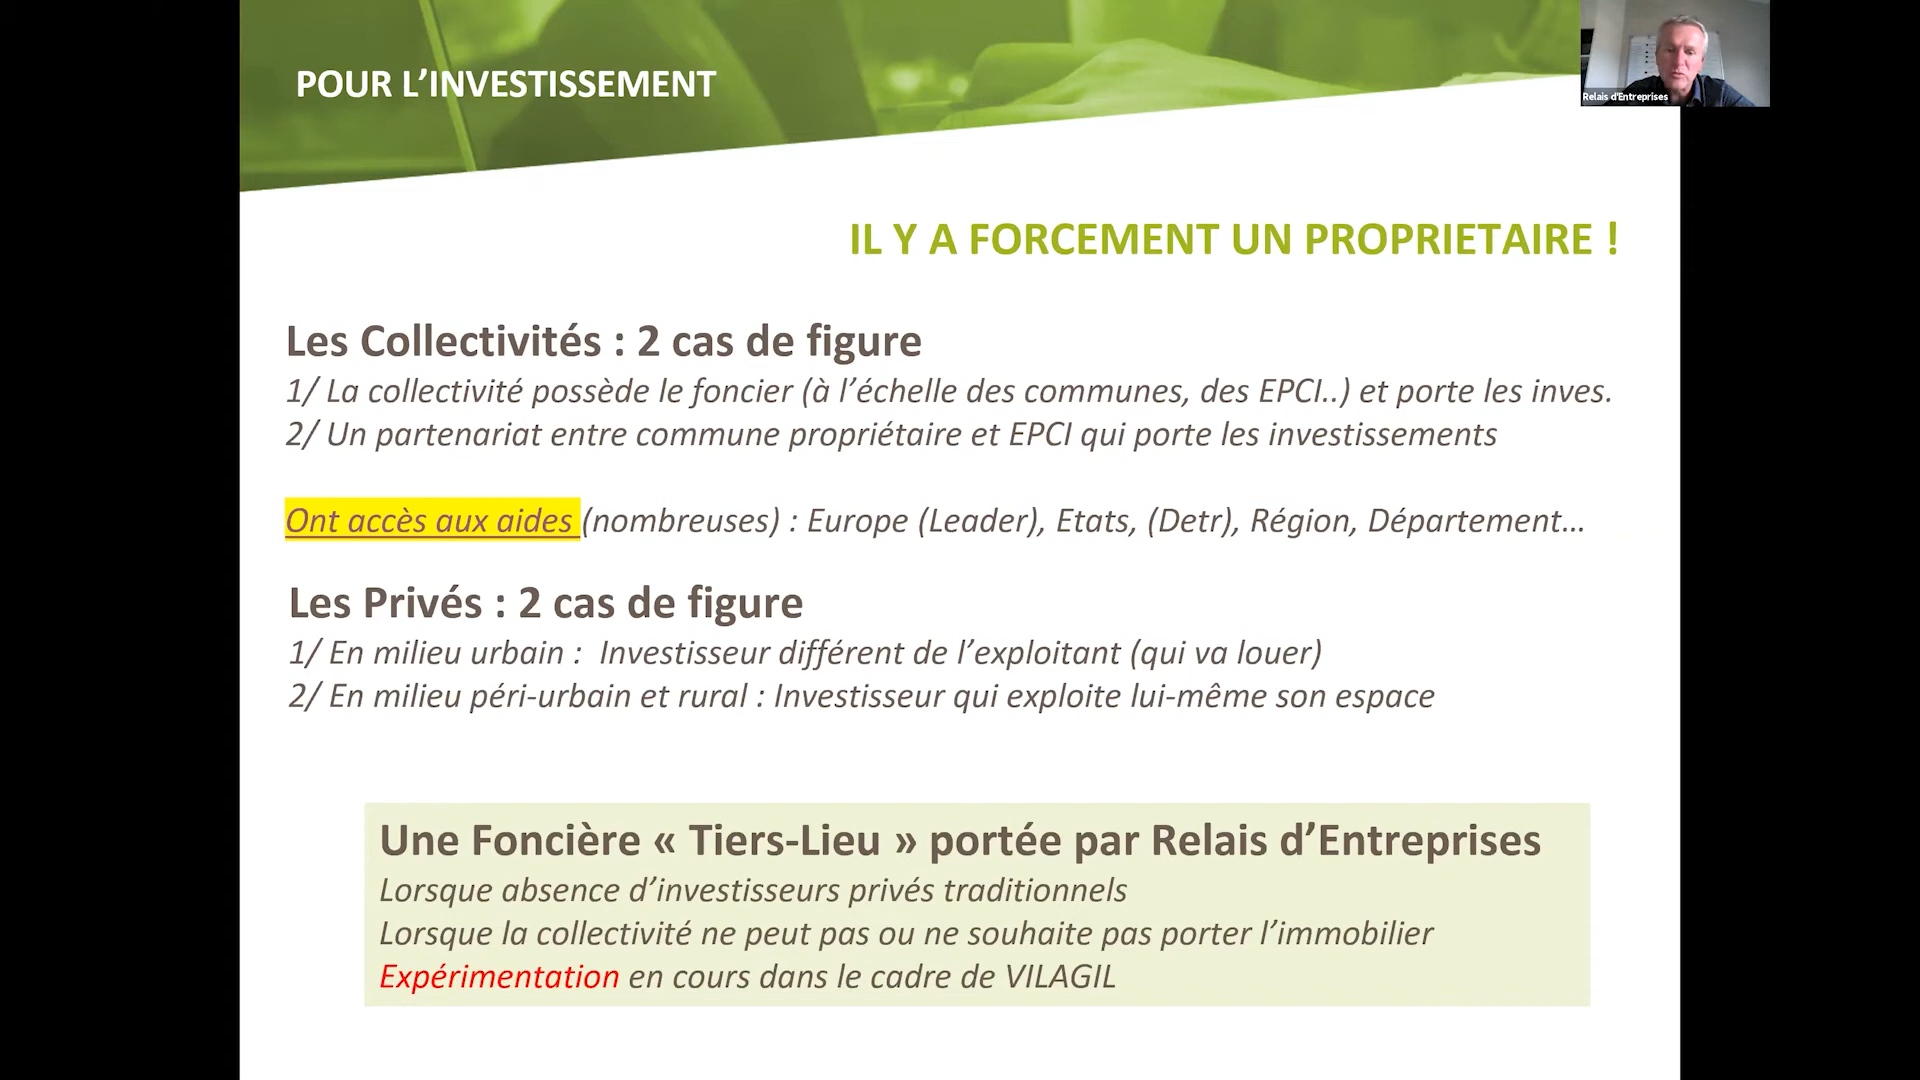 POUR L'INVESTISSEMENT
Relais d'Entreprises
IL Y A FORCEMENT UN PROPRIETAIRE !
Les Collectivités : 2 cas de figure
1/ La collectivité possède le foncier (à l'échelle des communes, des EPCI..) et porte les inves.
2/ Un partenariat entre commune propriétaire et EPCI qui porte les investissements
Ont accès aux aides (nombreuses) : Europe (Leader), Etats, (Detr), Région, Département...
Les Privés : 2 cas de figure
1/ En milieu urbain : Investisseur différent de l'exploitant (qui va louer)
2/ En milieu péri-urbain et rural : Investisseur qui exploite lui-même son espace
Une Foncière « Tiers-Lieu » portée par Relais d'Entreprises
Lorsque absence d'investisseurs privés traditionnels
Lorsque la collectivité ne peut pas ou ne souhaite pas porter l'immobilier
Expérimentation en cours dans le cadre de VILAGIL